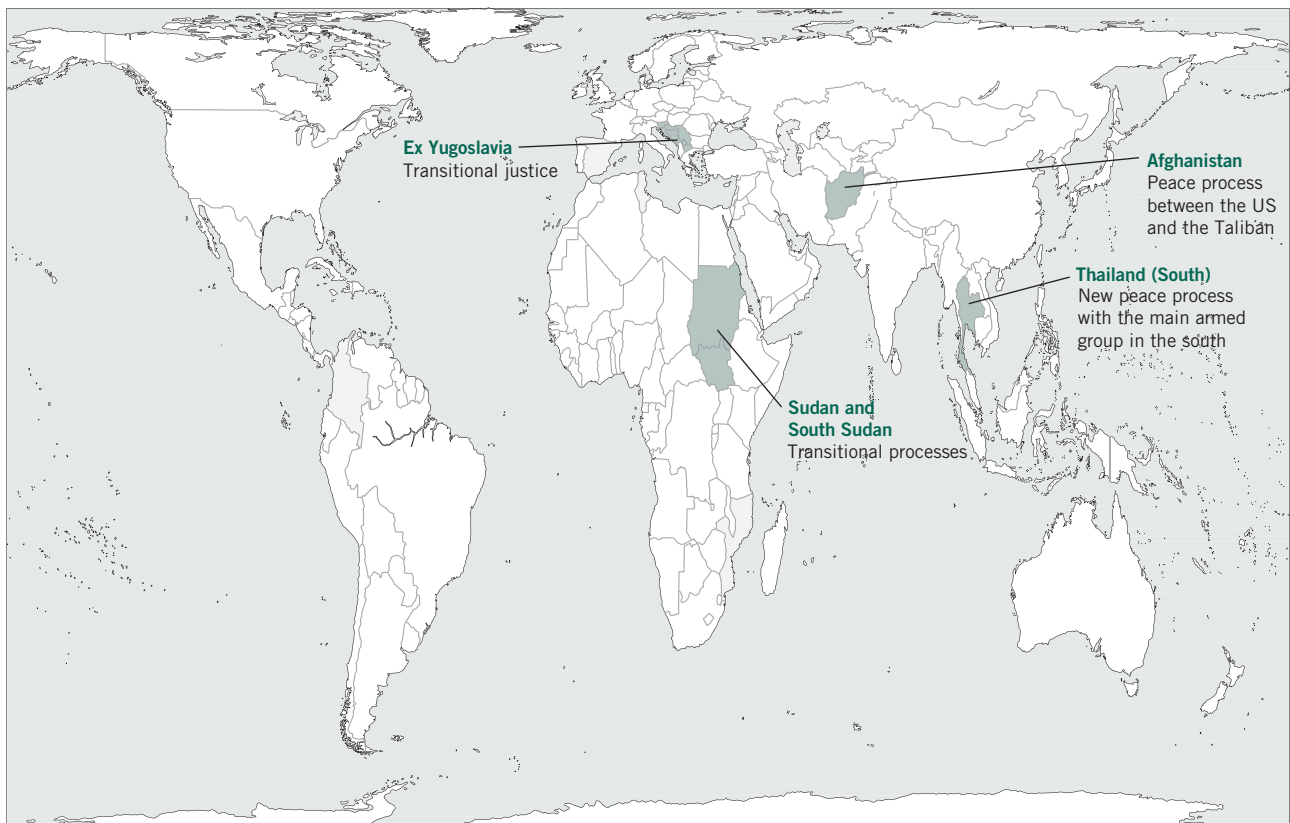 Ex Yugoslavia
Transitional justice
Afghanistan
Peace process
between the US
and the Taliban
Thailand (South)
New peace process
with the main armed
group in the south
Sudan and
South Sudan
Transitional processes